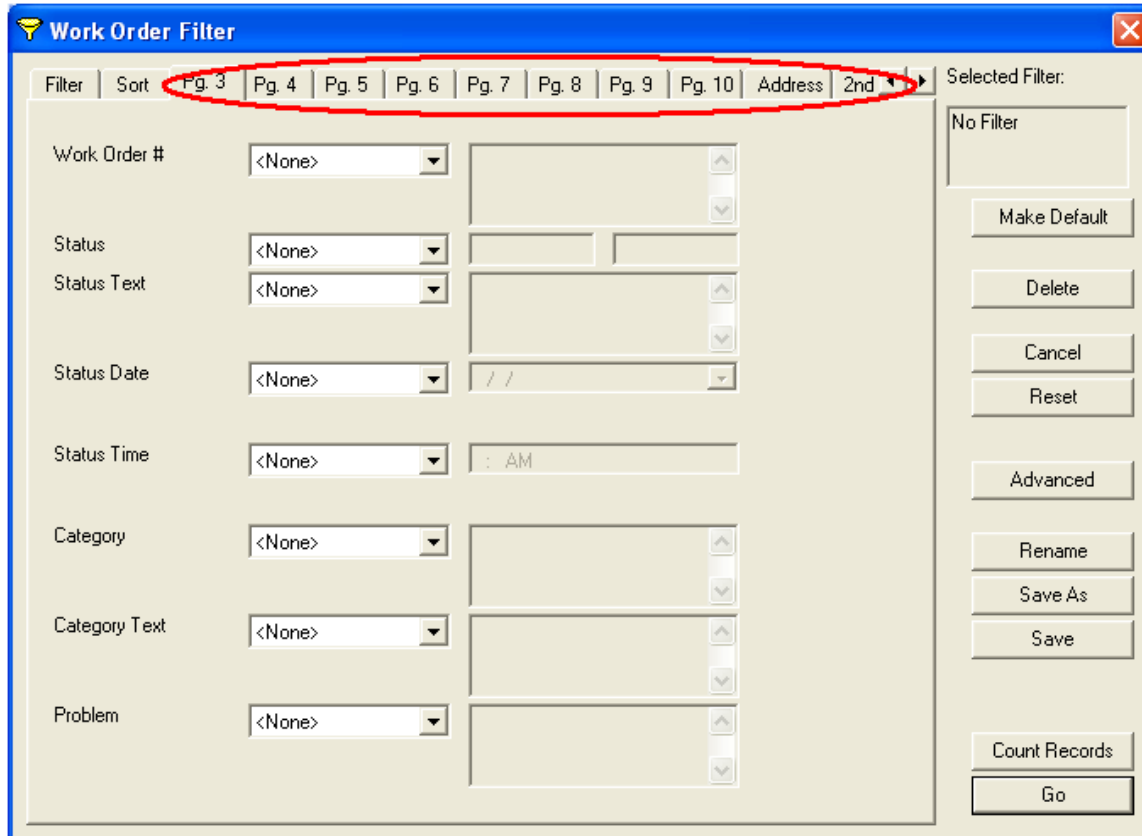 Work Order Filter
Filter Sort Pg. 3 Pg. 4 Pg. 5 Pg. 6 Pg. 7 Pg. 8 Pg. 9 Pg. 10 Address 2nd
Work Order # <None>
Status <None>
Status Text <None>
Status Date <None> / /
Status Time <None> : AM
Category <None>
Category Text <None>
Problem <None>
Selected Filter:
No Filter
Make Default
Delete
Cancel
Reset
Advanced
Rename
Save As
Save
Count Records
Go